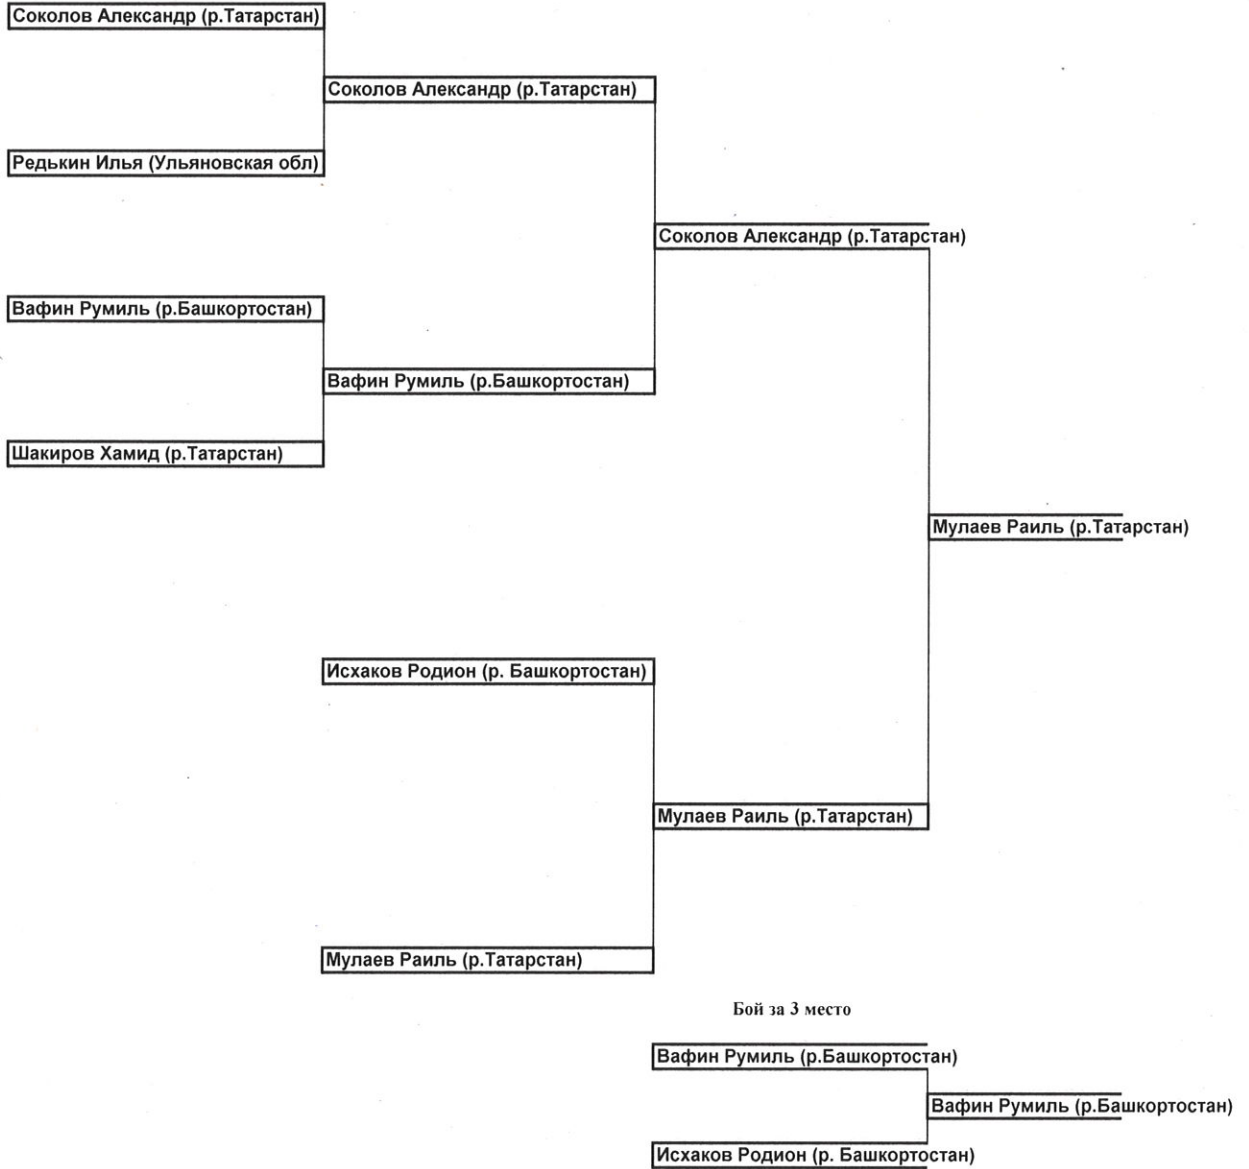 Соколов Александр (р.Татарстан)
Соколов Александр (р.Татарстан)
Редькин Илья (Ульяновская обл)
Соколов Александр (р.Татарстан)
Вафин Румиль (р.Башкортостан)
Вафин Румиль (р.Башкортостан)
Шакиров Хамид (р.Татарстан)
Мулаев Раиль (р.Татарстан)
Исхаков Родион (р. Башкортостан)
Мулаев Раиль (р.Татарстан)
Мулаев Раиль (р.Татарстан)
Бой за 3 место
Вафин Румиль (р.Башкортостан)
Вафин Румиль (р.Башкортостан)
Исхаков Родион (р. Башкортостан)